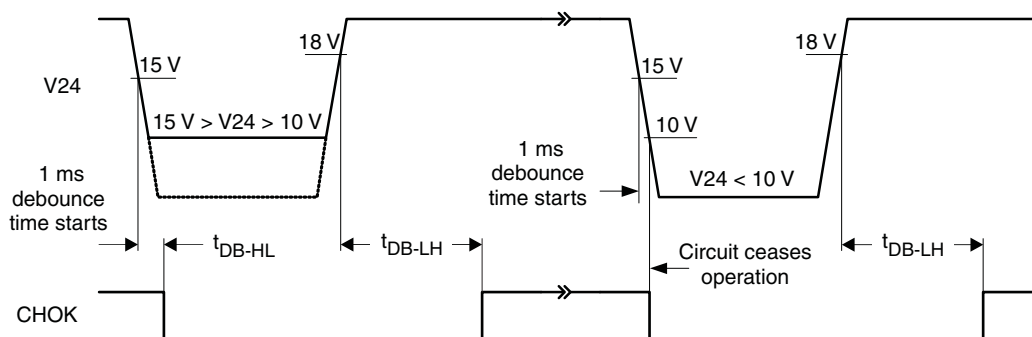 18 V
18 V
15 V
15 V
V24
15 V > V24 > 10 V
10 V
1 ms
debounce
time starts
1 ms
debounce
time starts
V24 < 10 V
tDB-HL
tDB-LH
Circuit ceases
operation
tDB-LH
CHOK